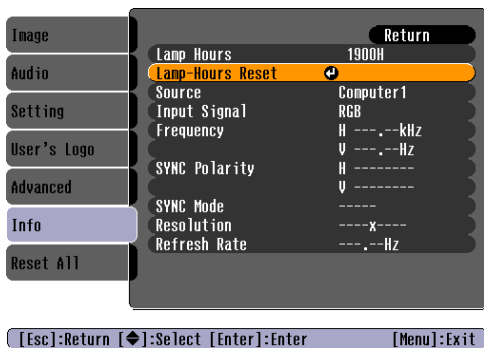 Image
Audio
Setting
User's Logo
Advanced
Info
Reset All
Return
Lamp Hours 1900H
Lamp-Hours Reset
Source Computer1
Input Signal RGB
Frequency H ---.--kHz
V ---.--Hz
SYNC Polarity H --------
V --------
SYNC Mode -----
Resolution ----x----
Refresh Rate ---.--Hz
[Esc]:Return [◆]:Select [Enter]:Enter [Menu]:Exit